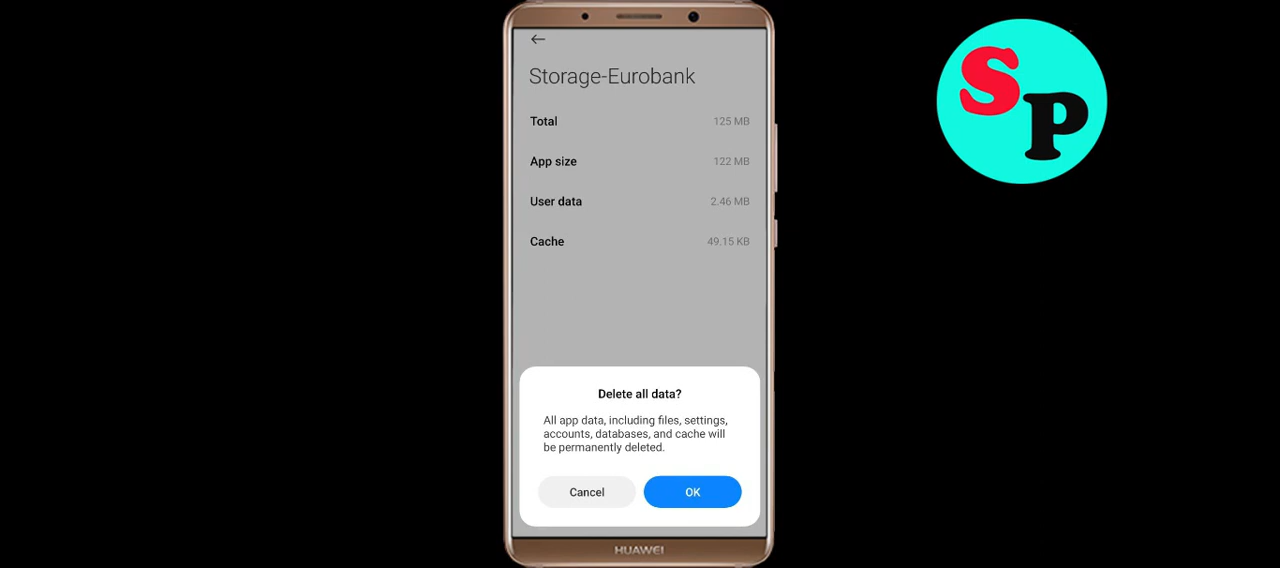 Storage-Eurobank
Total 125 MB
App size 122 MB
User data 2.46 MB
Cache 49.15 KB
Delete all data?
All app data, including files, settings,
accounts, databases, and cache will
be permanently deleted.
Cancel OK
HUAWEI
SP